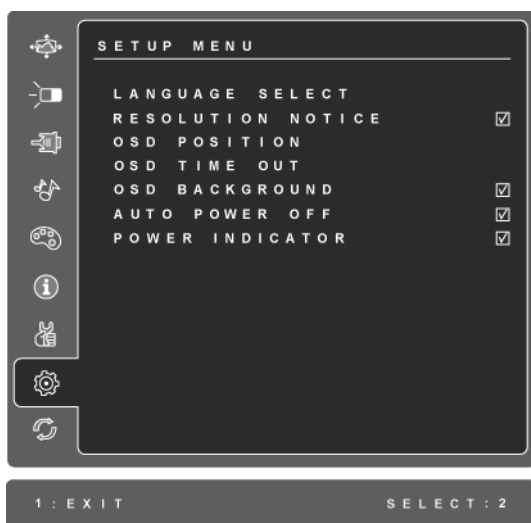 SETUP MENU
LANGUAGE SELECT
RESOLUTION NOTICE
OSD POSITION
OSD TIME OUT
OSD BACKGROUND
AUTO POWER OFF
POWER INDICATOR
1:EXIT SELECT:2